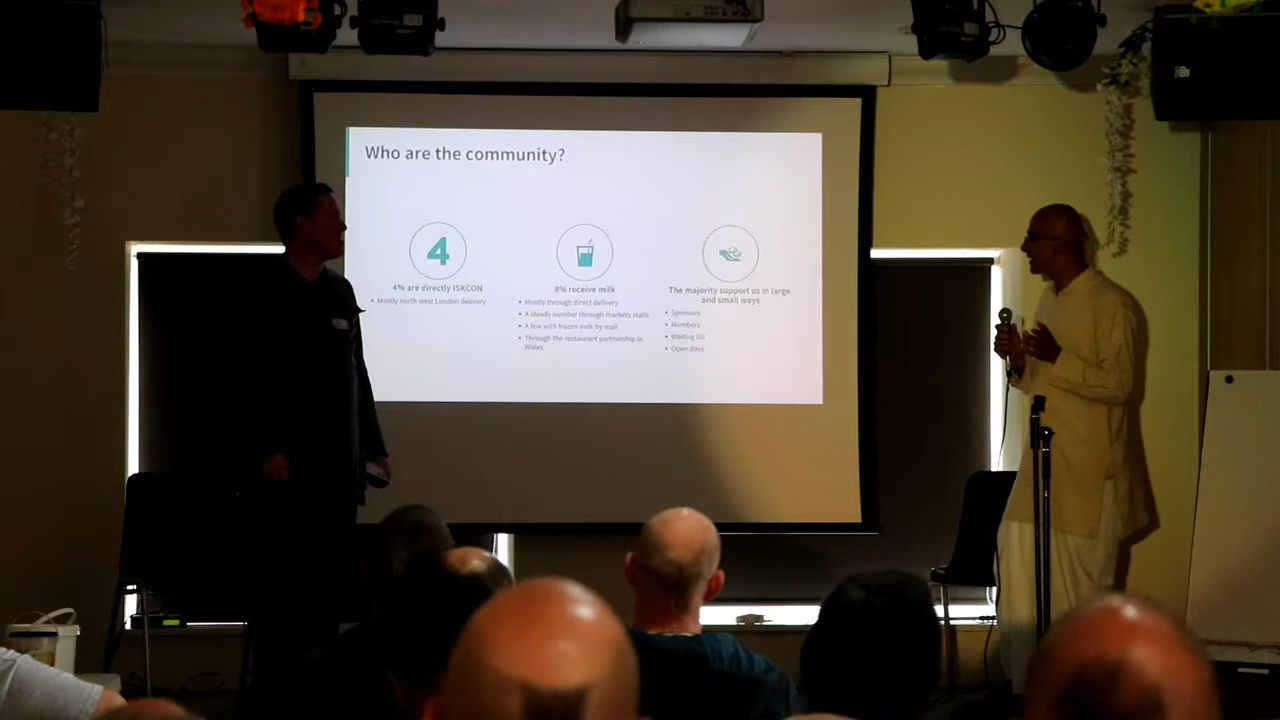 Who are the community?
4
4% are directly ISKCON
Mostly north west London delivery
8% receive milk
Mostly through direct delivery
A steady number through markets stalls
A few with frozen milk by mail
Through the restaurant partnership in
Wales
The majority support us in large
and small ways
Sponsors
Members
Waiting list
Open days